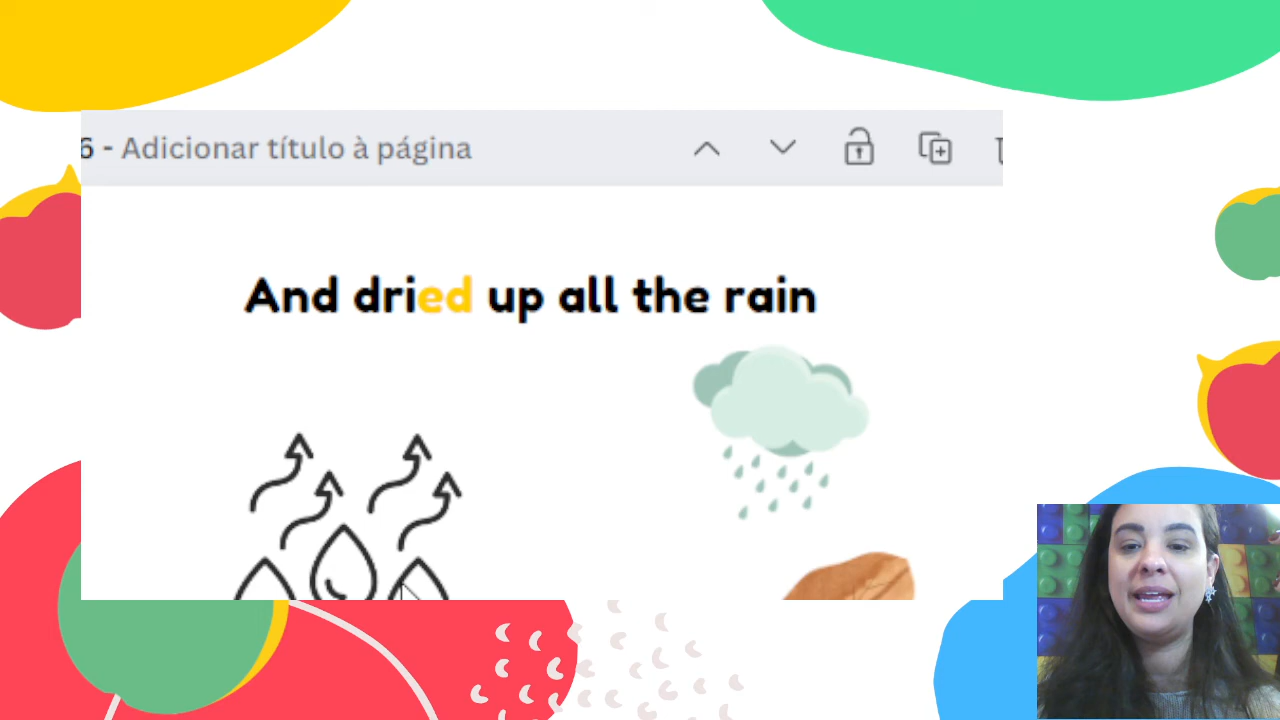 6 - Adicionar título à página
And dried up all the rain